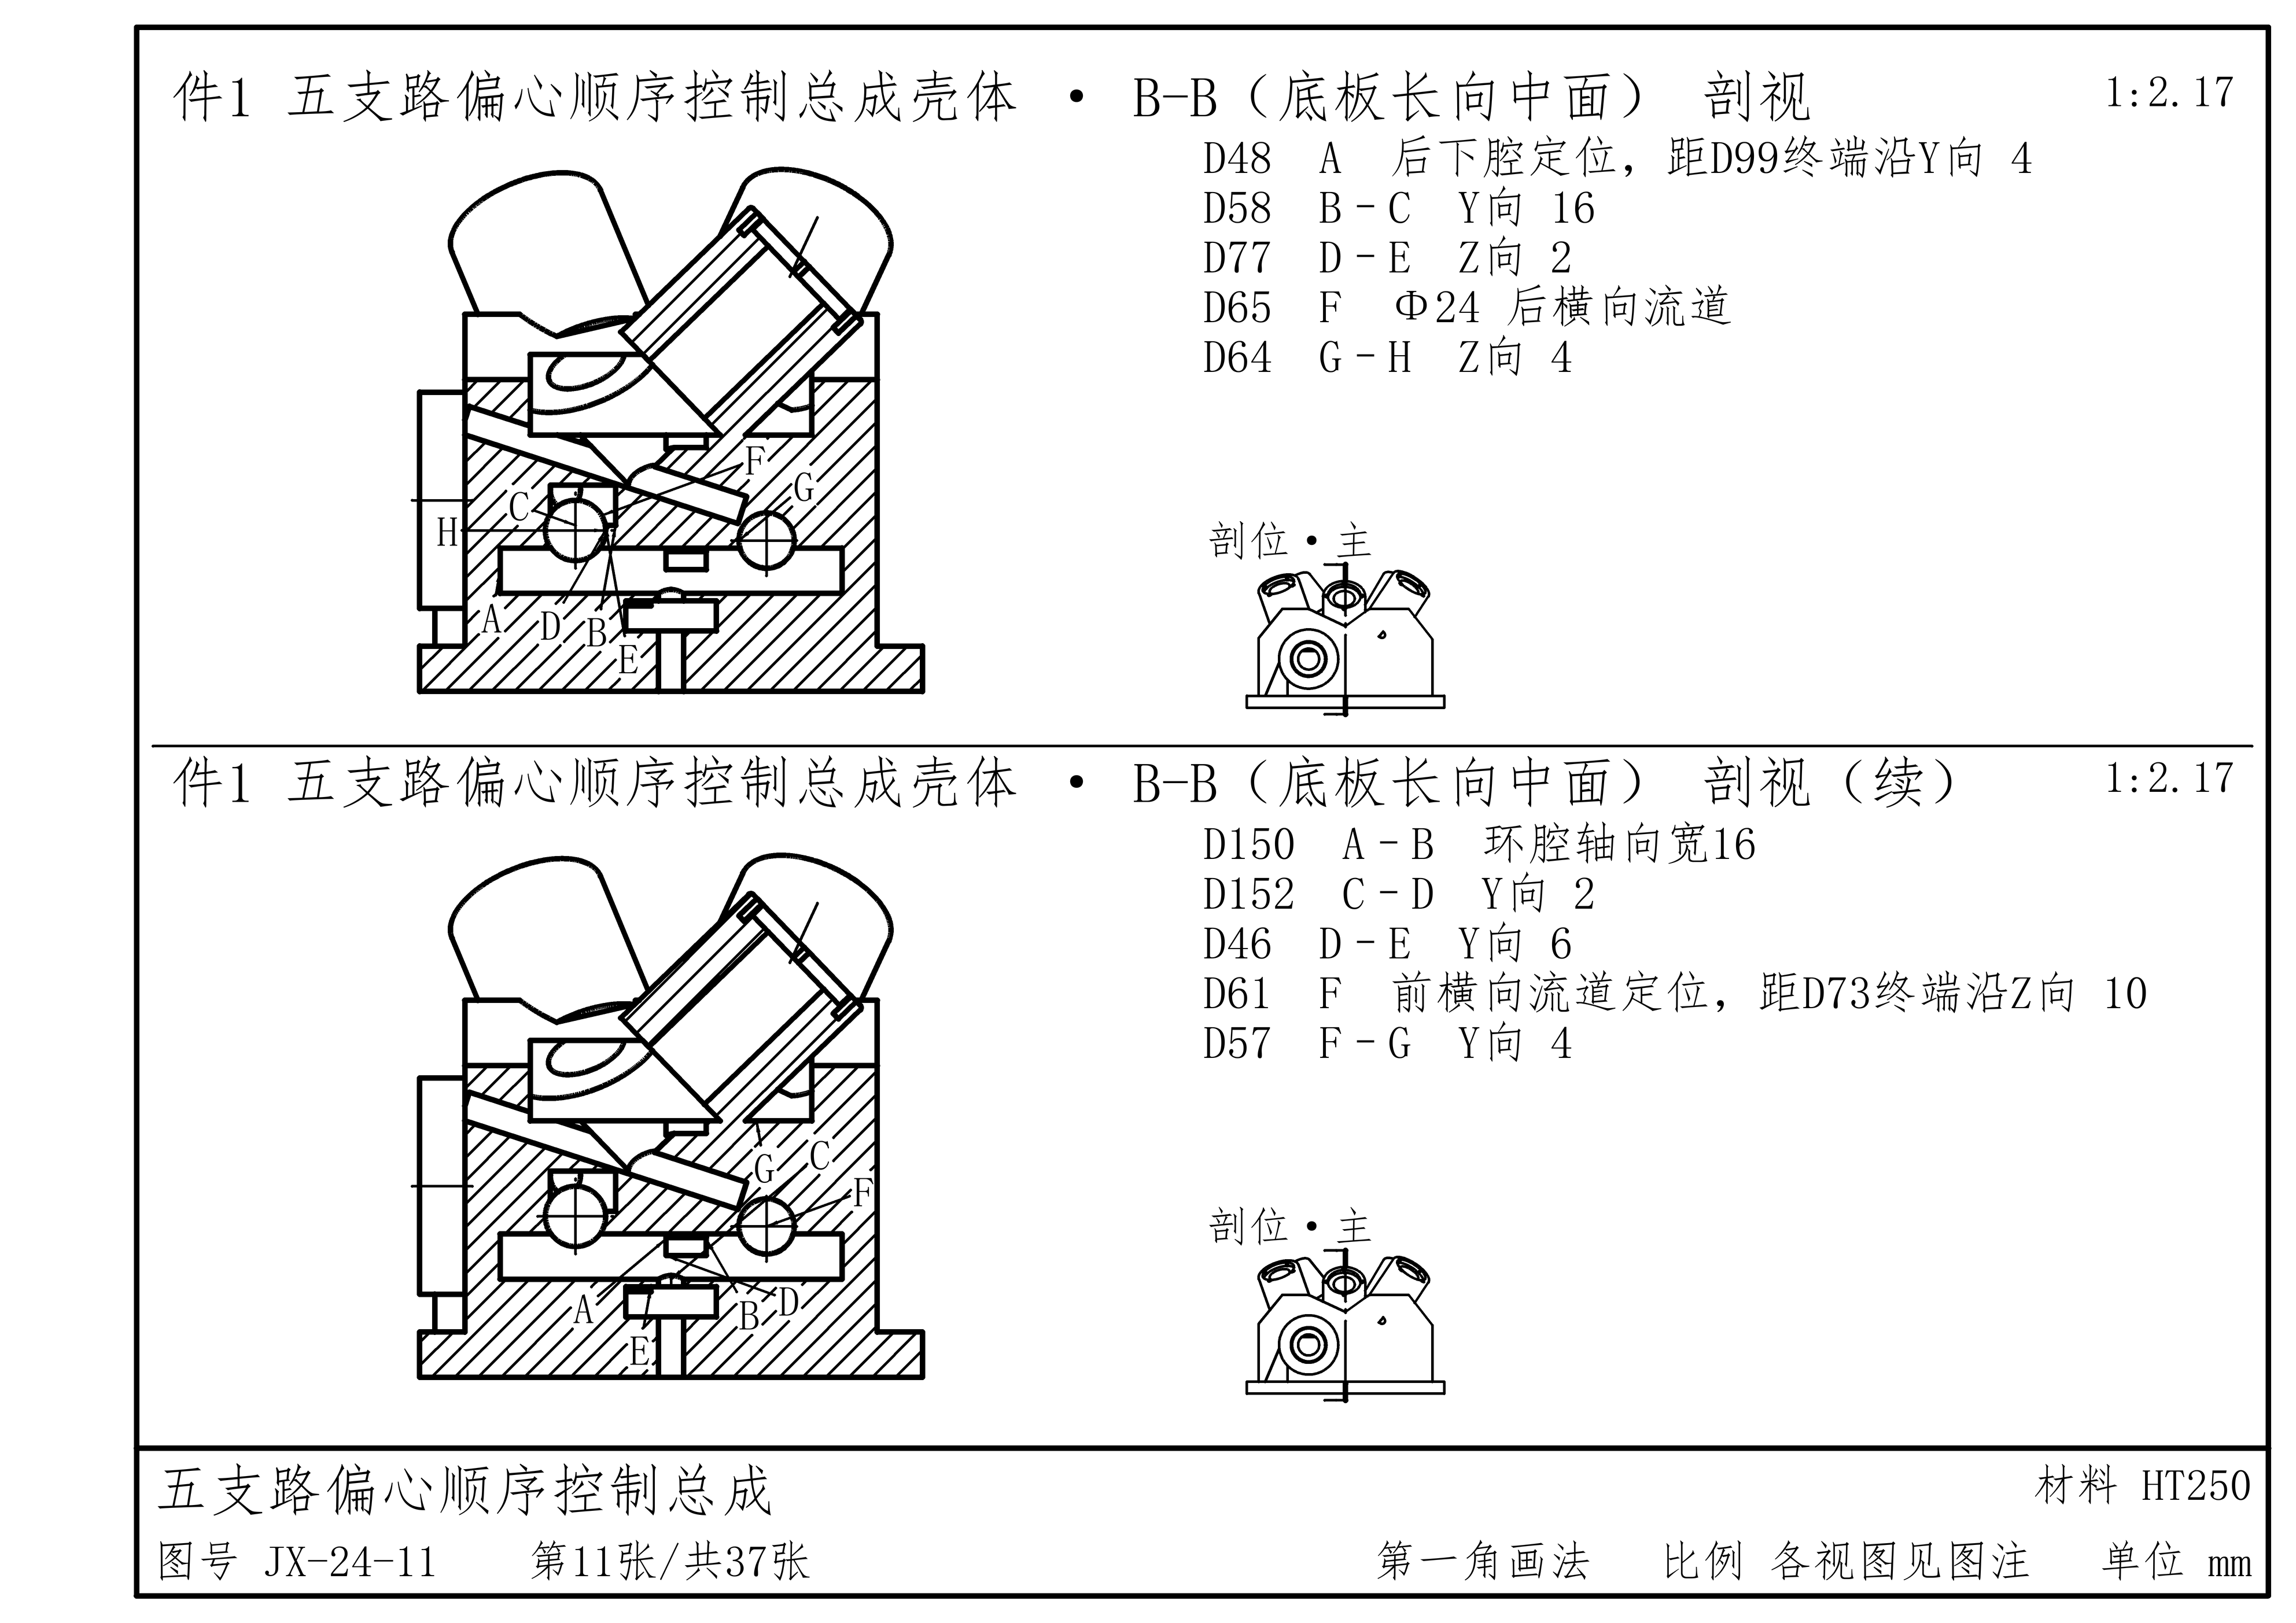 件1 五支路偏心顺序控制总成壳体 · B-B（底板长向中面） 剖视 1:2.17
D48 A 后下腔定位，距D99终端沿Y向 4
D58 B-C Y向 16
D77 D-E Z向 2
D65 F Φ24 后横向流道
D64 G-H Z向 4
F
G
C
H
A
D
B
E
剖位·主
件1 五支路偏心顺序控制总成壳体 · B-B（底板长向中面） 剖视（续） 1:2.17
D150 A-B 环腔轴向宽16
D152 C-D Y向 2
D46 D-E Y向 6
D61 F 前横向流道定位，距D73终端沿Z向 10
D57 F-G Y向 4
C
G
F
A
D
B
E
剖位·主
五支路偏心顺序控制总成 材料 HT250
图号 JX-24-11 第11张/共37张 第一角画法 比例 各视图见图注 单位 mm